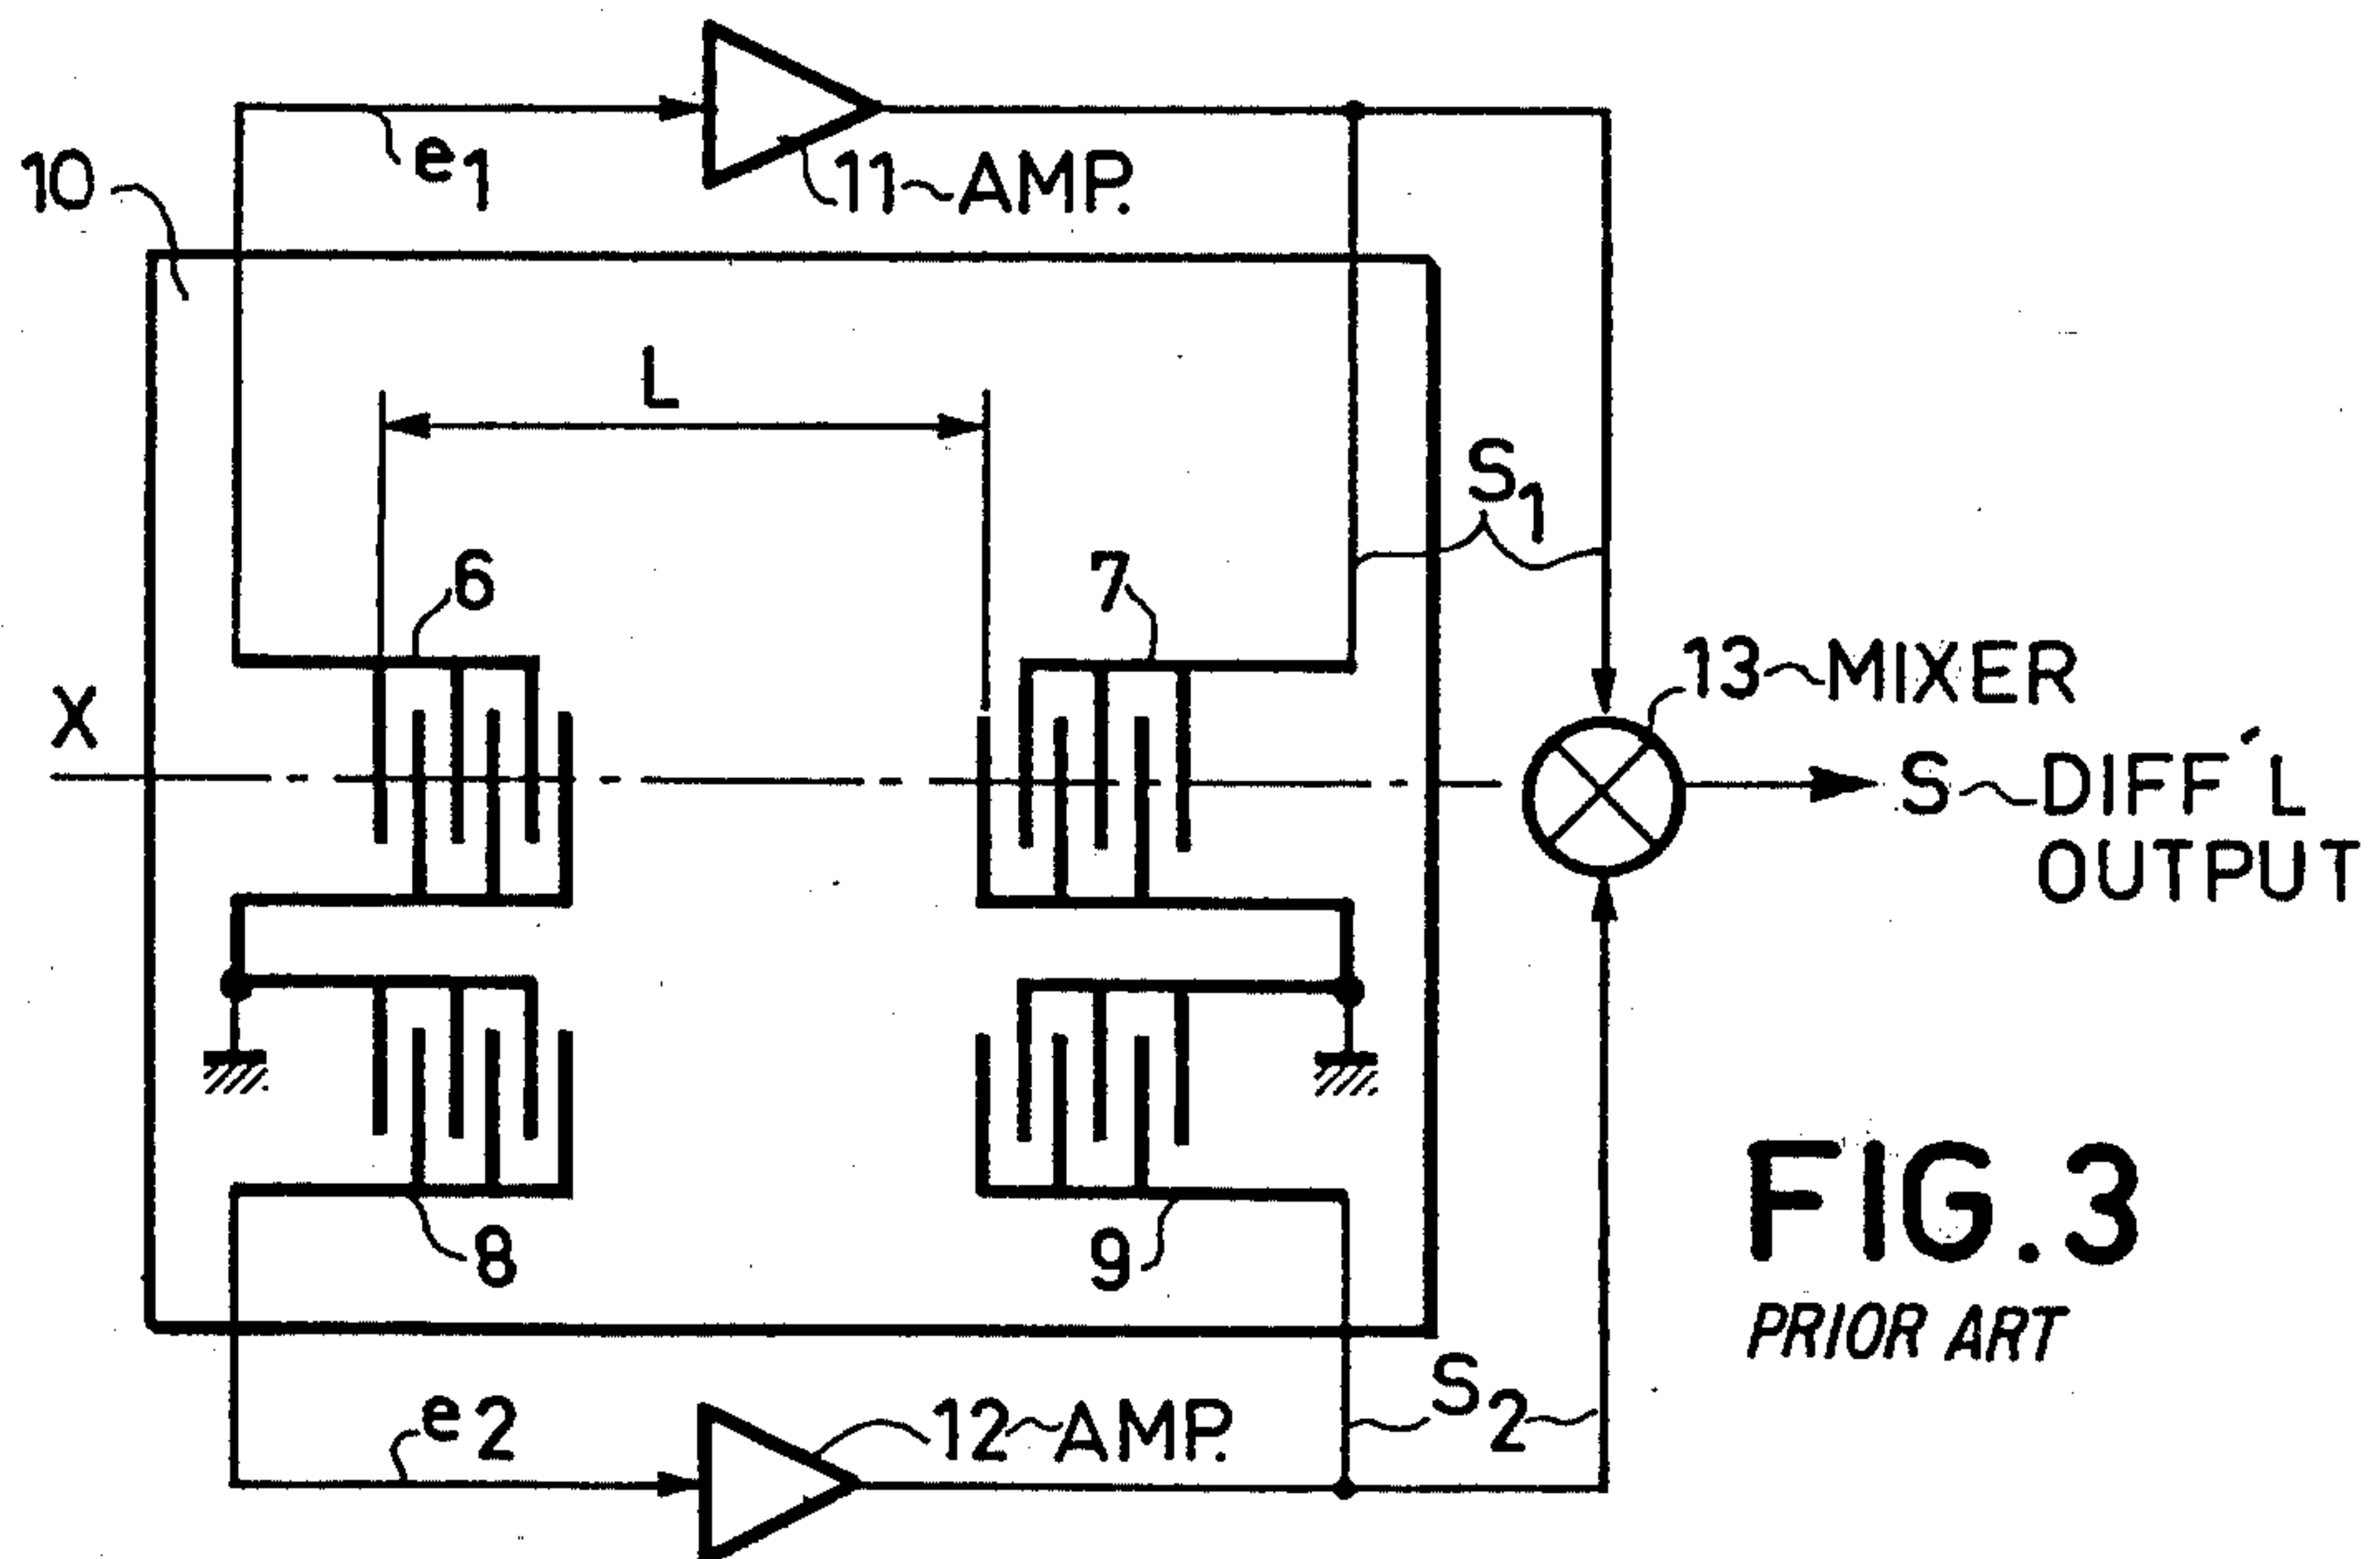 e1
11~AMP.
10
L
S1
6
7
13~MIXER
X
S~DIFF'L
OUTPUT
8
9
FIG.3
PRIOR ART
e2
12~AMP.
S2